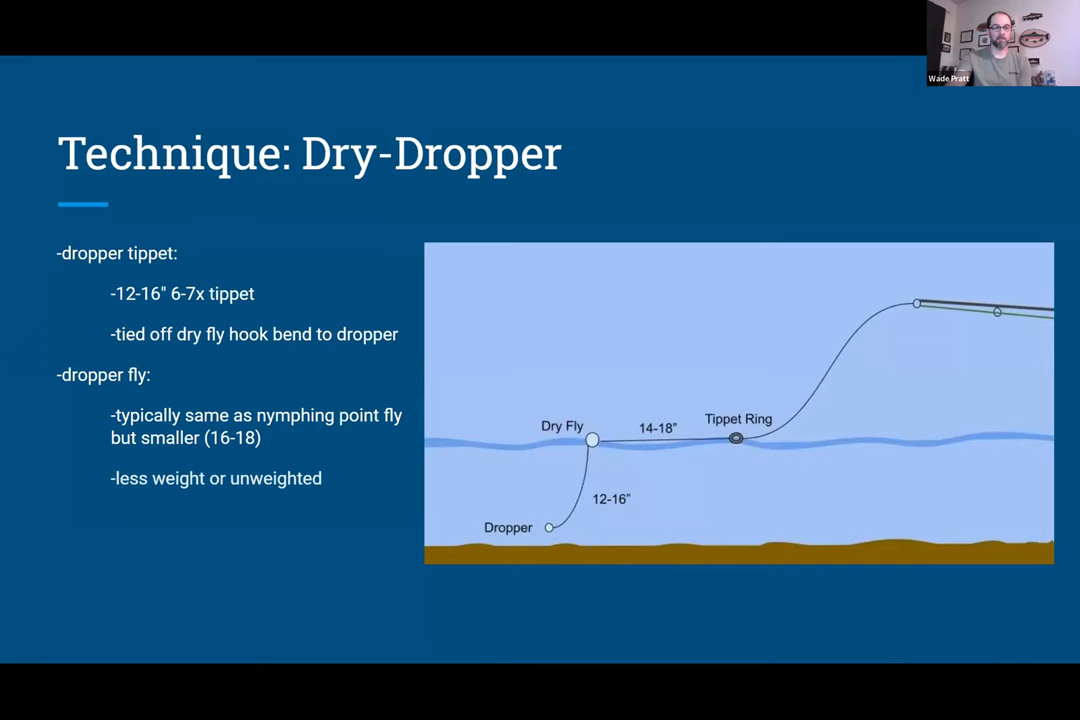 Wade Pratt
Technique: Dry-Dropper
-dropper tippet:
-12-16" 6-7x tippet
-tied off dry fly hook bend to dropper
-dropper fly:
-typically same as nymphing point fly
but smaller (16-18)
-less weight or unweighted
Tippet Ring
Dry Fly
14-18”
12-16”
Dropper